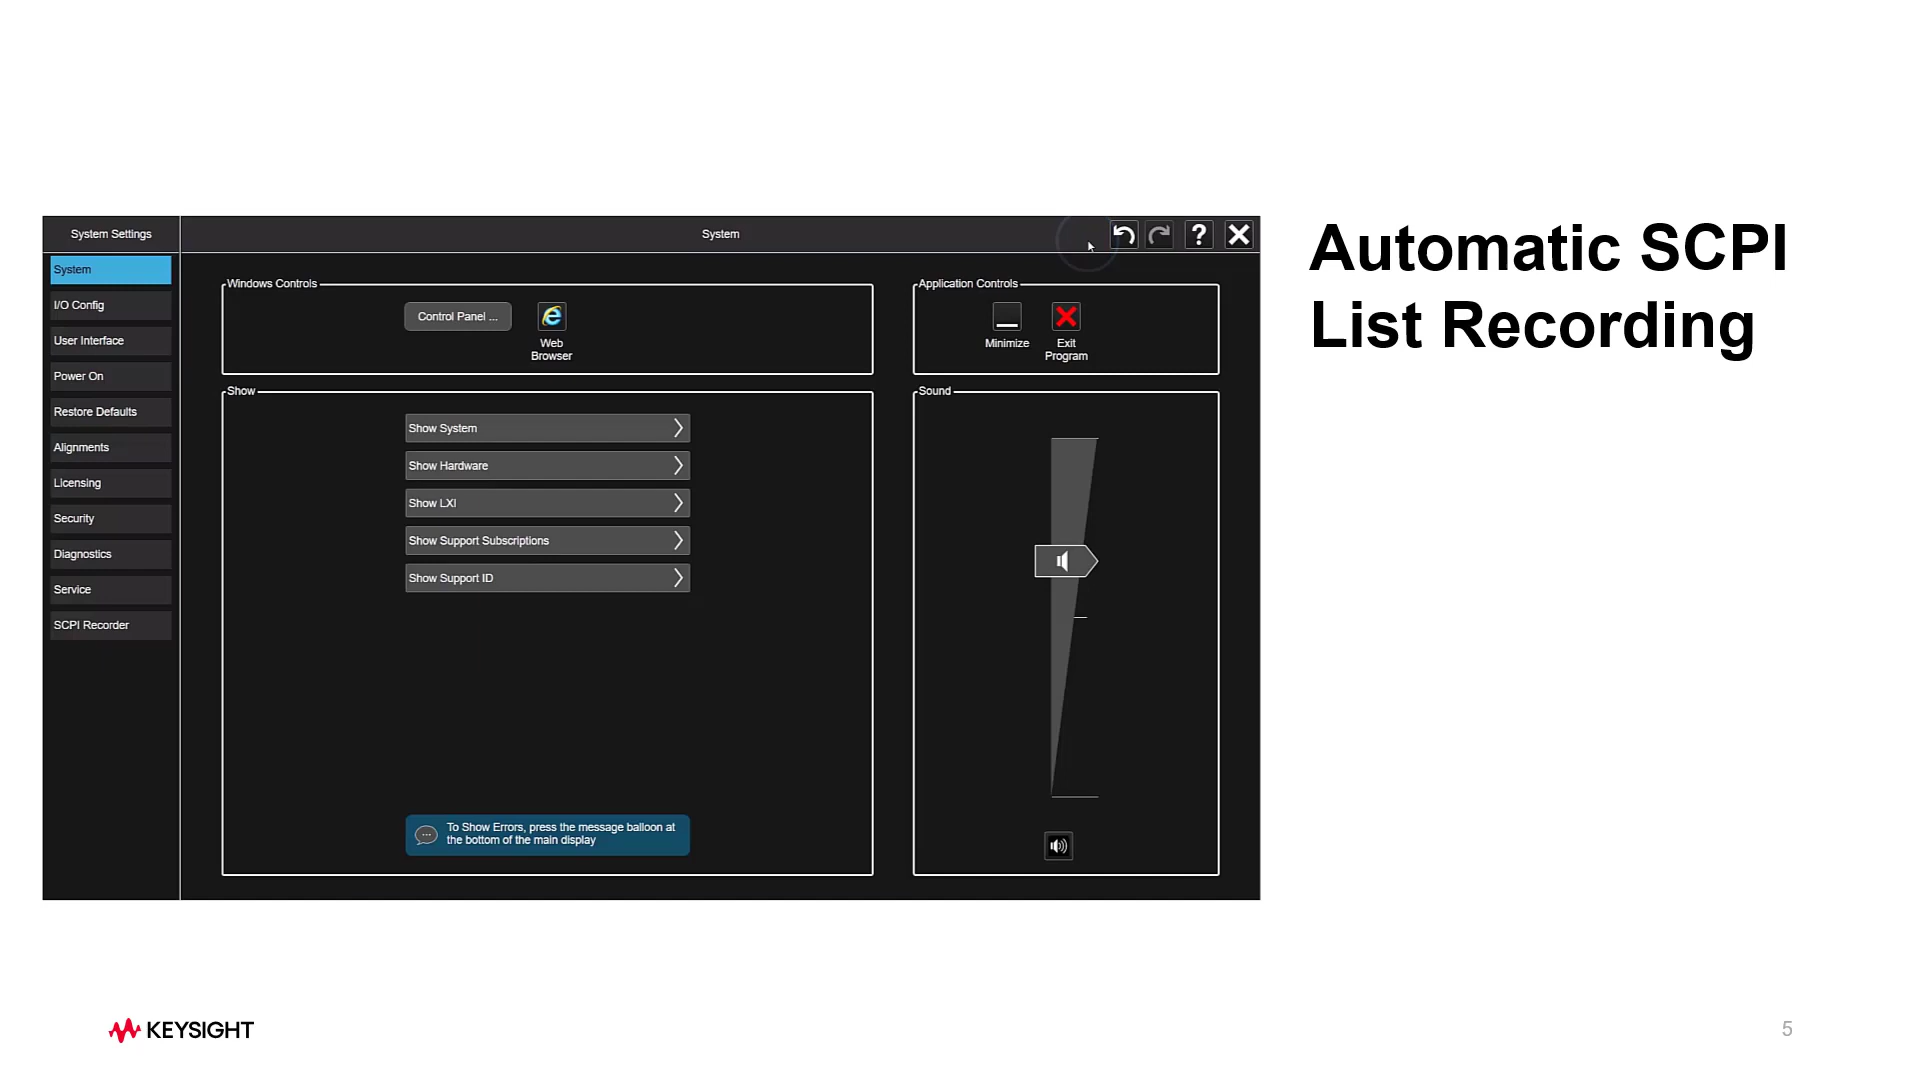 System Settings
System
Automatic SCPI
List Recording
System
I/O Config
User Interface
Power On
Restore Defaults
Alignments
Licensing
Security
Diagnostics
Service
SCPI Recorder
Windows Controls
Control Panel ...
Web
Browser
Application Controls
Minimize
Exit
Program
Show
Show System
Show Hardware
Show LXI
Show Support Subscriptions
Show Support ID
To Show Errors, press the message balloon at
the bottom of the main display
Sound
KEYSIGHT
5